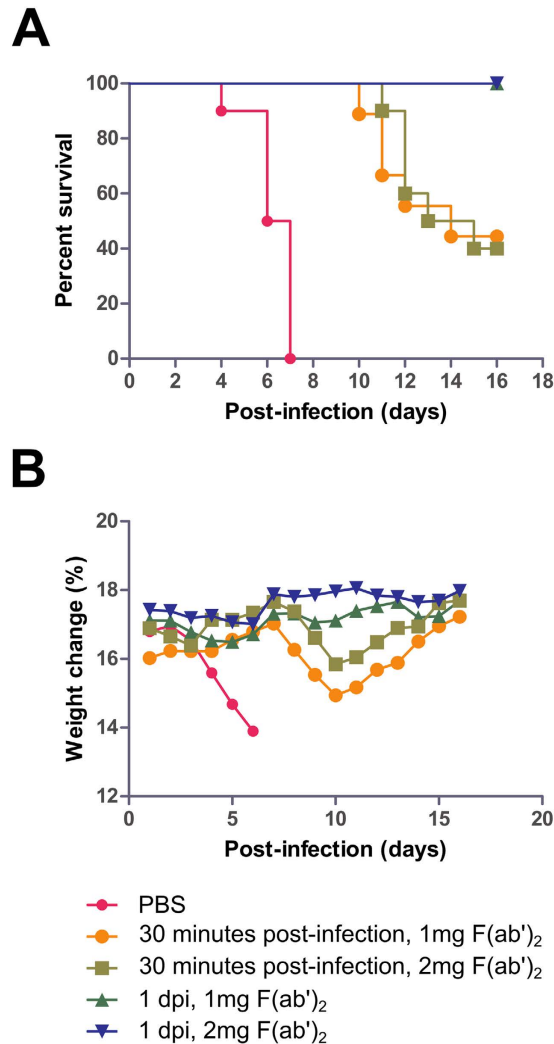 A
100
80
60
40
20
0
Percent survival
0 2 4 6 8 10 12 14 16 18
Post-infection (days)
B
20
18
16
14
12
Weight change (%)
0 5 10 15 20
Post-infection (days)
PBS
30 minutes post-infection, 1mg F(ab')2
30 minutes post-infection, 2mg F(ab')2
1 dpi, 1mg F(ab')2
1 dpi, 2mg F(ab')2